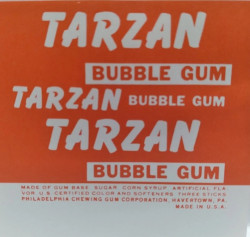 TARZAN
BUBBLE GUM
TARZAN BUBBLE GUM
TARZAN
BUBBLE GUM
MADE OF GUM BASE, SUGAR, CORN SYRUP, ARTIFICIAL FLA-
VOR, U.S. CERTIFIED COLOR AND SOFTENERS. THREE STICKS
PHILADELPHIA CHEWING GUM CORPORATION, HAVERTOWN, PA.
MADE IN U.S.A.